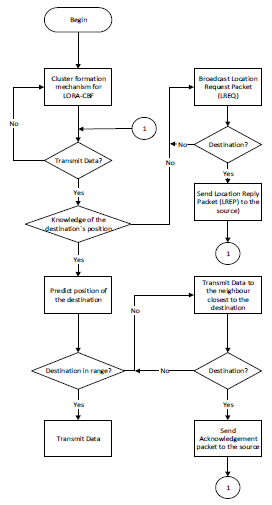 Begin
Cluster formation
mechanism for
LORA-CBF
No
1
Transmit Data?
Yes
Knowledge of the
destination´s position
No
Yes
Predict position of
the destination
Destination in range?
No
Yes
Transmit Data
Broadcast Location
Request Packet
(LREQ)
No
Destination?
Yes
Send Location Reply
Packet (LREP) to the
source)
1
Transmit Data to
the neighbour
closest to the
destination
No
Destination?
Yes
Send
Acknowledgement
packet to the source
1